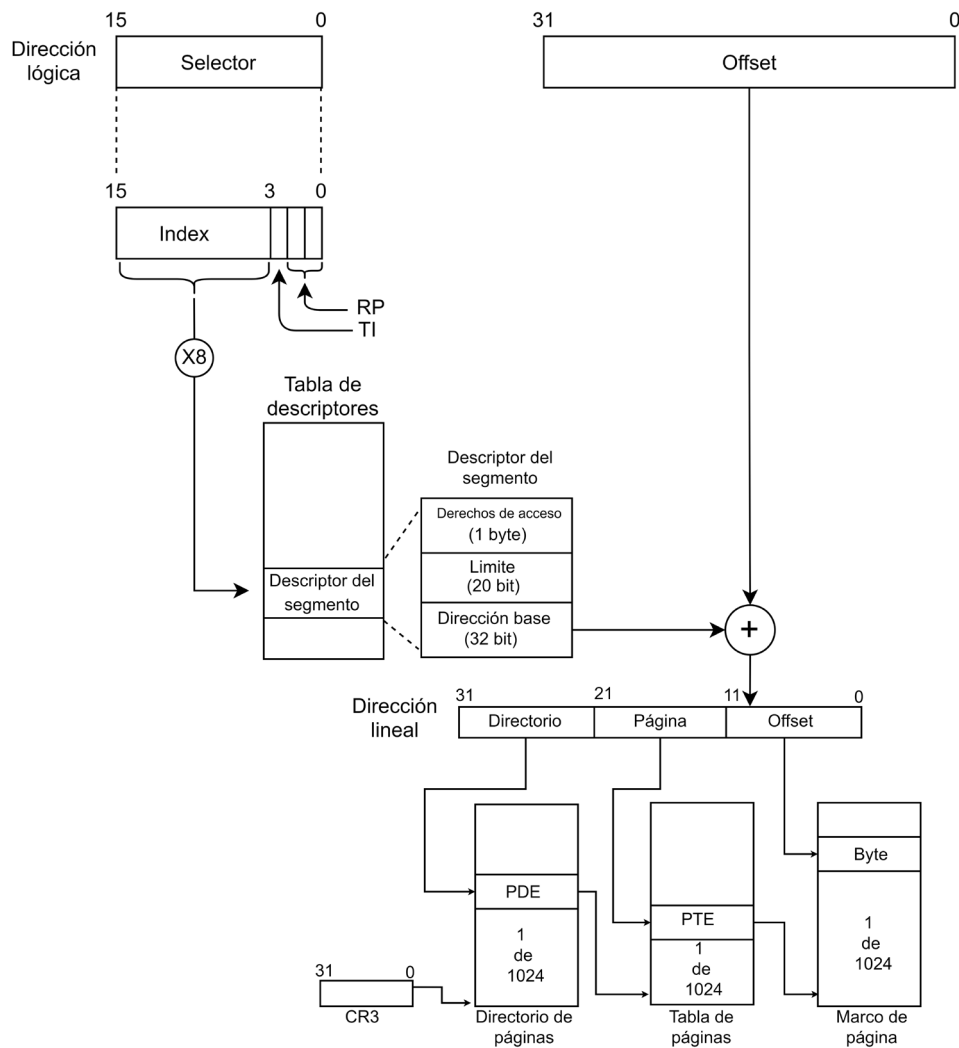 15 0
31 0
Dirección
lógica
Selector
Offset
15 3 0
Index
RP
TI
X8
Tabla de
descriptores
Descriptor del
segmento
Derechos de acceso
(1 byte)
Limite
(20 bit)
Descriptor del
segmento
Dirección base
(32 bit)
+
Dirección
lineal
31 21 11 0
Directorio Página Offset
Byte
PDE
PTE
1
de
1024
1
de
1024
1
de
1024
31 0
CR3
Directorio de
páginas
Tabla de
páginas
Marco de
página